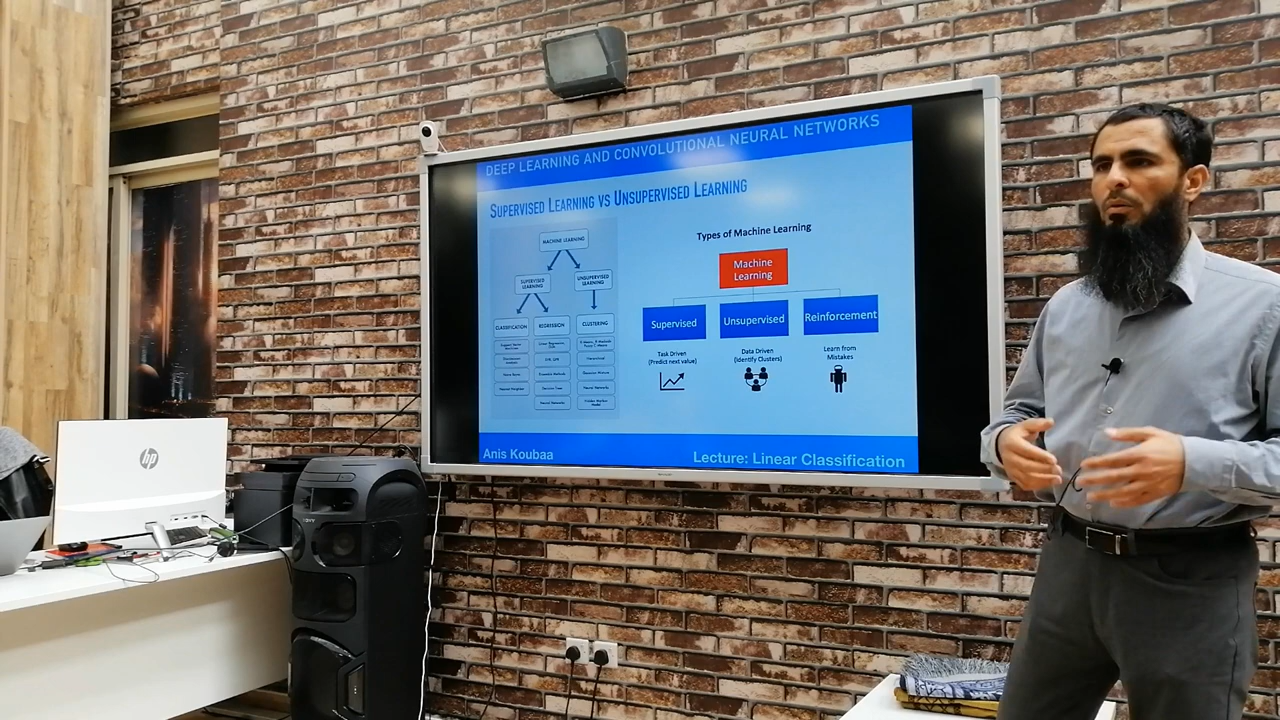 DEEP LEARNING AND CONVOLUTIONAL NEURAL NETWORKS
SUPERVISED LEARNING VS UNSUPERVISED LEARNING
MACHINE LEARNING
SUPERVISED
LEARNING
UNSUPERVISED
LEARNING
CLASSIFICATION
REGRESSION
CLUSTERING
Types of Machine Learning
Machine
Learning
Supervised
Unsupervised
Reinforcement
Task Driven
(Predict next value)
Data Driven
(Identify Clusters)
Learn from
Mistakes
Anis Koubaa
Lecture: Linear Classification
hp
SONY